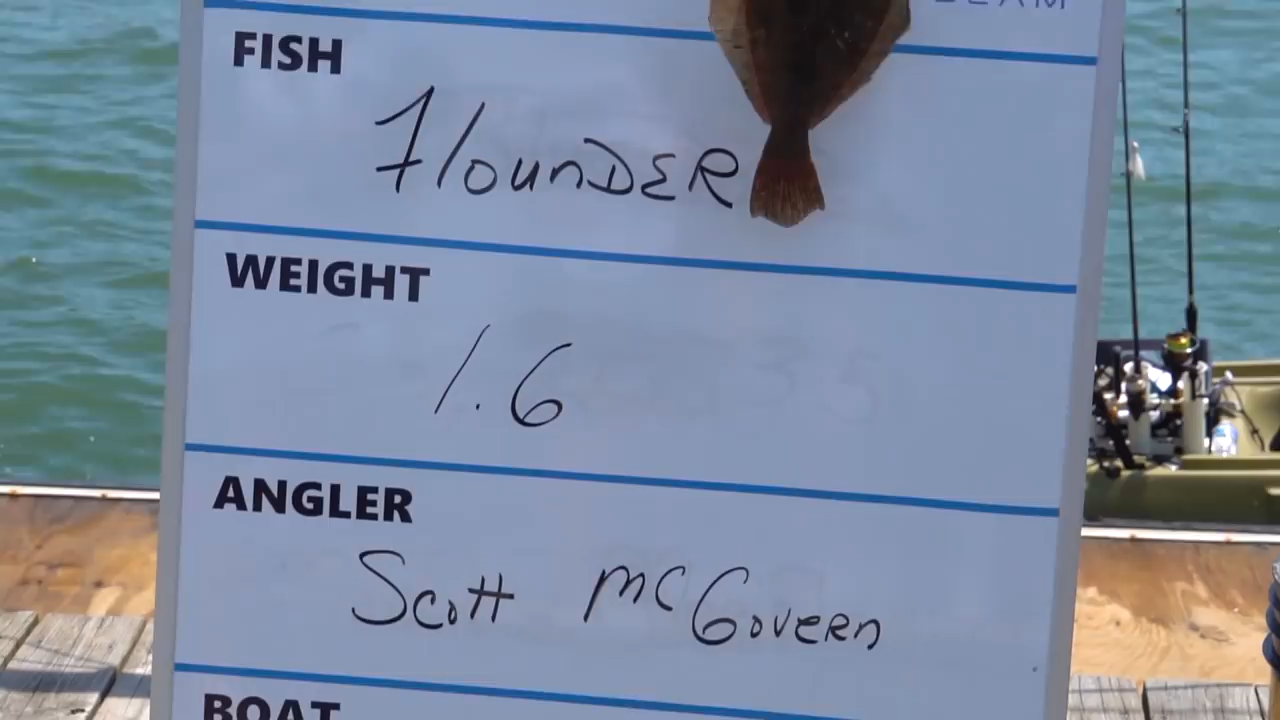 FISH
FlounDER
WEIGHT
1.6
ANGLER
Scott McGovern
BOAT